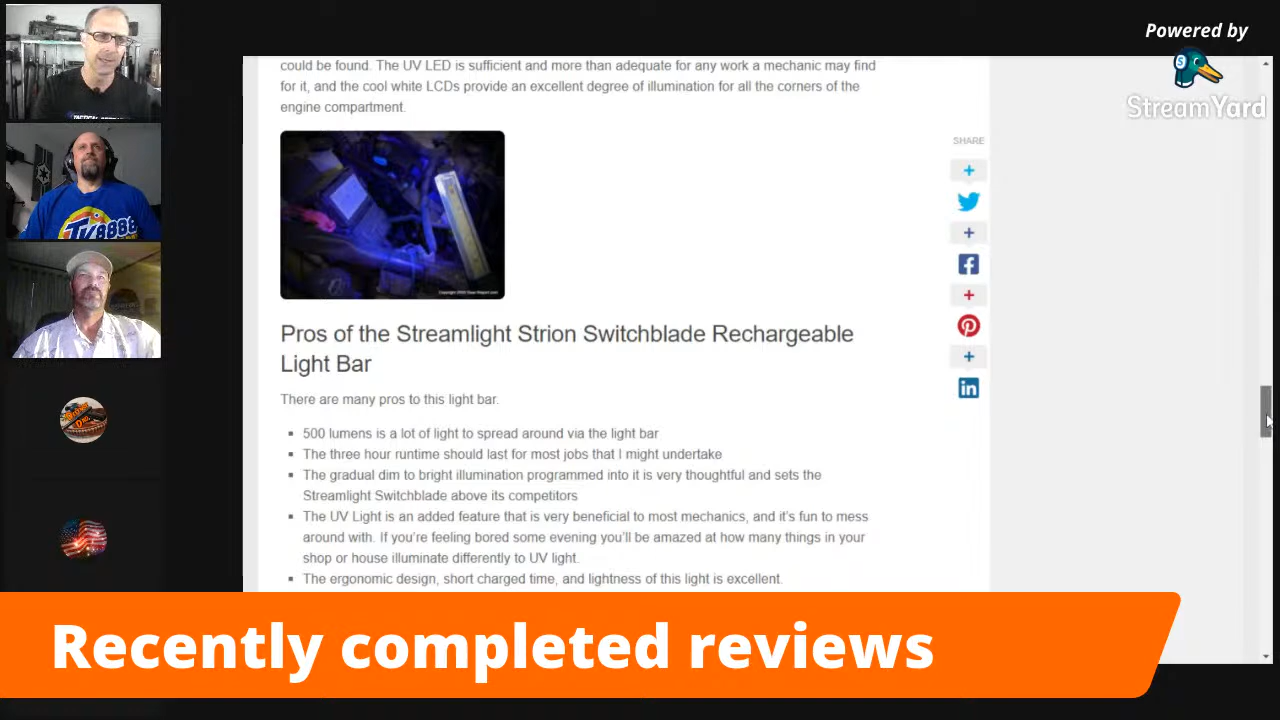 Powered by
StreamYard
could be found. The UV LED is sufficient and more than adequate for any work a mechanic may find
for it, and the cool white LCDs provide an excellent degree of illumination for all the corners of the
engine compartment.
SHARE
Pros of the Streamlight Strion Switchblade Rechargeable
Light Bar
There are many pros to this light bar.
500 lumens is a lot of light to spread around via the light bar
The three hour runtime should last for most jobs that I might undertake
The gradual dim to bright illumination programmed into it is very thoughtful and sets the
Streamlight Switchblade above its competitors
The UV Light is an added feature that is very beneficial to most mechanics, and it's fun to mess
around with. If you're feeling bored some evening you'll be amazed at how many things in your
shop or house illuminate differently to UV light.
The ergonomic design, short charged time, and lightness of this light is excellent.
Recently completed reviews